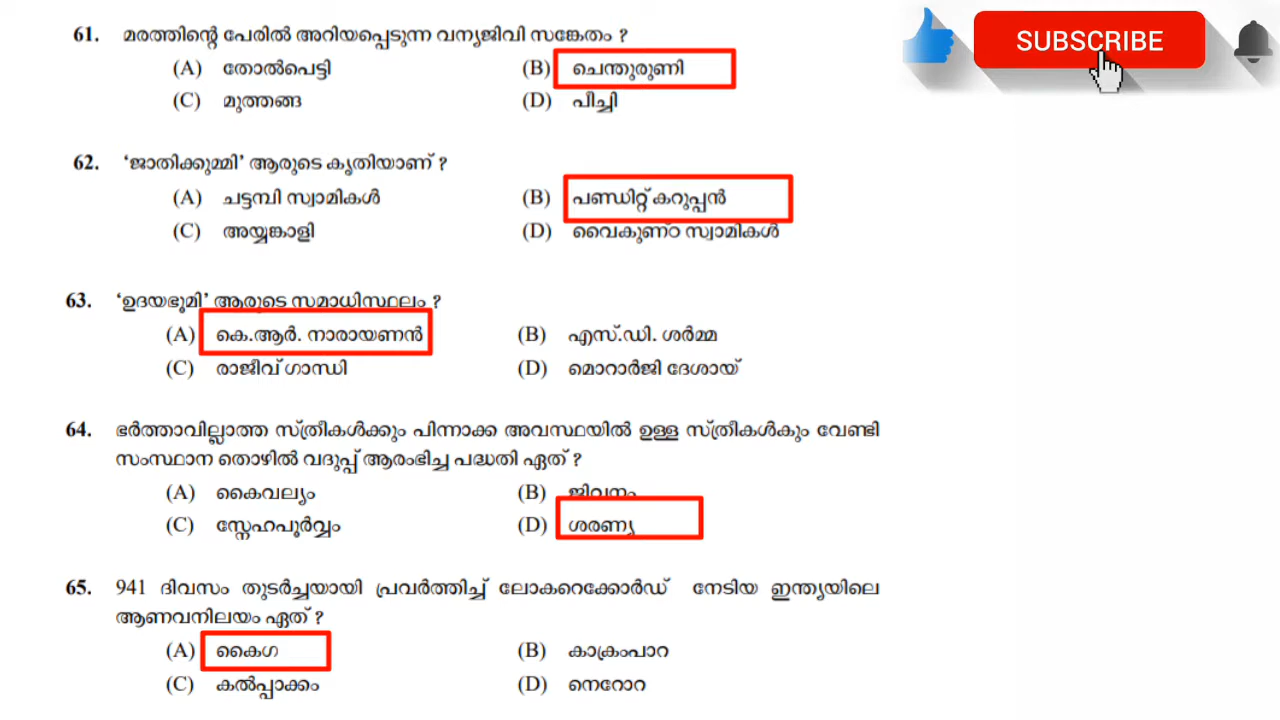 SUBSCRIBE
61. മരത്തിന്റെ പേരിൽ അറിയപ്പെടുന്ന വന്യജിവി സങ്കേതം ?
(A) തോൽപെട്ടി (B) ചെന്തുരുണി
(C) മുത്തങ്ങ (D) പീച്ചി
62. ‘ജാതിക്കുമ്മി’ ആരുടെ കൃതിയാണ് ?
(A) ചട്ടമ്പി സ്വാമികൾ (B) പണ്ഡിറ്റ് കറുപ്പൻ
(C) അയ്യങ്കാളി (D) വൈകുണ്ഠ സ്വാമികൾ
63. ‘ഉദയഭൂമി’ ആരുടെ സമാധിസ്ഥലം ?
(A) കെ.ആർ. നാരായണൻ (B) എസ്.ഡി. ശർമ്മ
(C) രാജീവ് ഗാന്ധി (D) മൊറാർജി ദേശായ്
64. ഭർത്താവില്ലാത്ത സ്ത്രീകൾക്കും പിന്നാക്ക അവസ്ഥയിൽ ഉള്ള സ്ത്രീകൾകും വേണ്ടി
സംസ്ഥാന തൊഴിൽ വദുപ്പ് ആരംഭിച്ച പദ്ധതി ഏത് ?
(A) കൈവല്യം (B) ജിവനം
(C) സ്നേഹപൂർവ്വം (D) ശരണ്യ
65. 941 ദിവസം തുടർച്ചയായി പ്രവർത്തിച്ച് ലോകറെക്കോർഡ് നേടിയ ഇന്ത്യയിലെ
ആണവനിലയം ഏത് ?
(A) കൈഗ (B) കാക്രംപാറ
(C) കൽപ്പാക്കം (D) നെറോറ